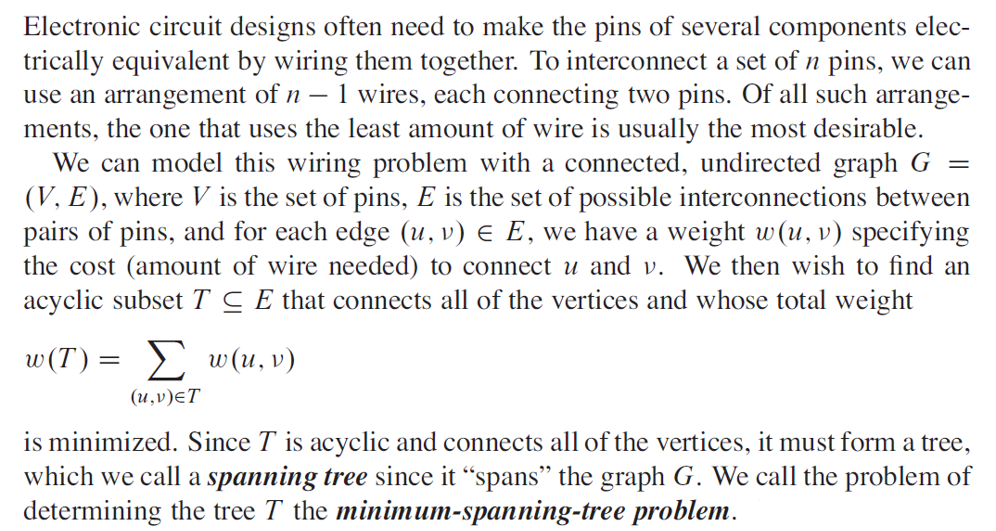 Electronic circuit designs often need to make the pins of several components elec-
trically equivalent by wiring them together. To interconnect a set of n pins, we can
use an arrangement of n − 1 wires, each connecting two pins. Of all such arrange-
ments, the one that uses the least amount of wire is usually the most desirable.
We can model this wiring problem with a connected, undirected graph G =
(V, E), where V is the set of pins, E is the set of possible interconnections between
pairs of pins, and for each edge (u, v) ∈ E, we have a weight w(u, v) specifying
the cost (amount of wire needed) to connect u and v. We then wish to find an
acyclic subset T ⊆ E that connects all of the vertices and whose total weight
w(T) = ∑ w(u, v)
(u,v)∈T
is minimized. Since T is acyclic and connects all of the vertices, it must form a tree,
which we call a spanning tree since it “spans” the graph G. We call the problem of
determining the tree T the minimum-spanning-tree problem.